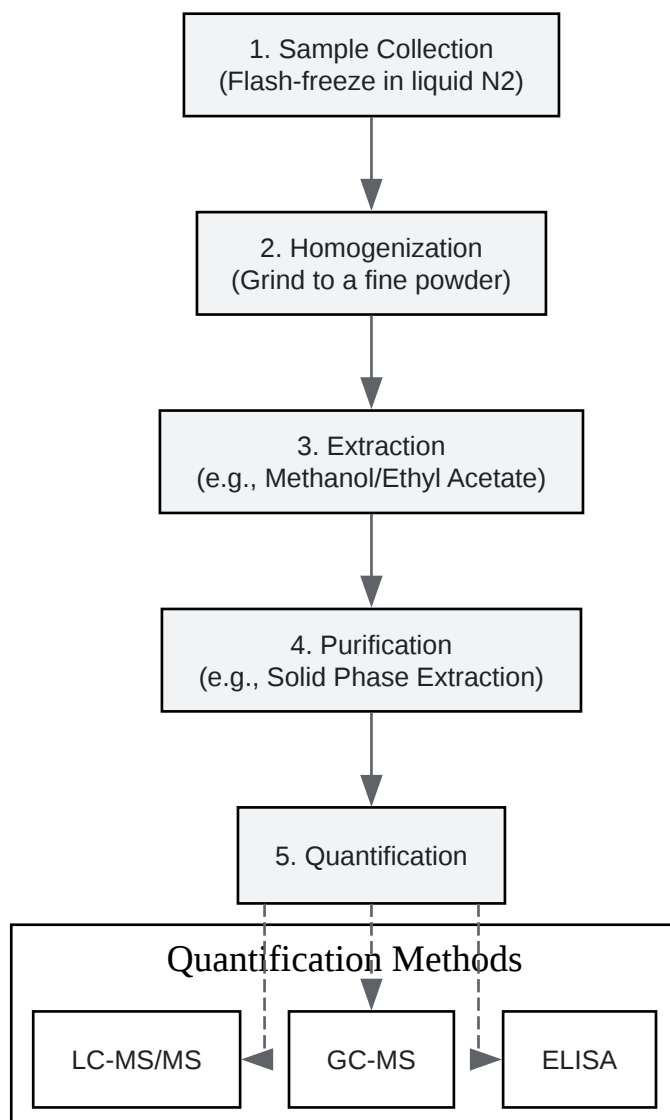 1. Sample Collection
(Flash-freeze in liquid N2)
2. Homogenization
(Grind to a fine powder)
3. Extraction
(e.g., Methanol/Ethyl Acetate)
4. Purification
(e.g., Solid Phase Extraction)
5. Quantification
Quantification Methods
LC-MS/MS
GC-MS
ELISA